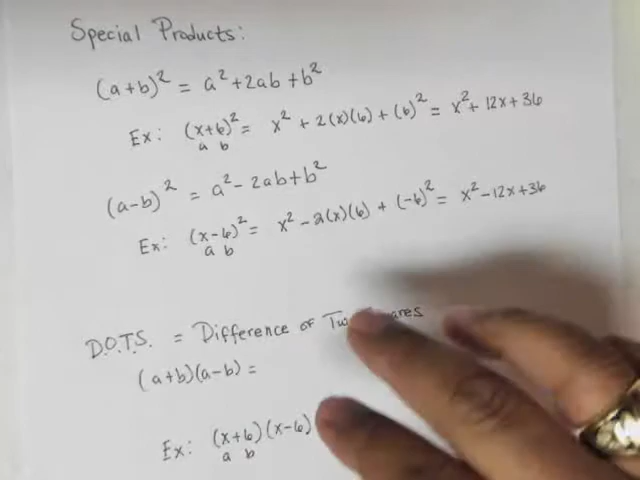 Special Products:
(a+b)² = a² + 2ab + b²
Ex: (x+6)² = x² + 2(x)(6) + (6)² = x² + 12x + 36
a b
(a-b)² = a² - 2ab + b²
Ex: (x-6)² = x² - 2(x)(6) + (-6)² = x² - 12x + 36
a b
D.O.T.S. = Difference of
(a+b)(a-b) =
Ex: (x+6)(x-6)
a b